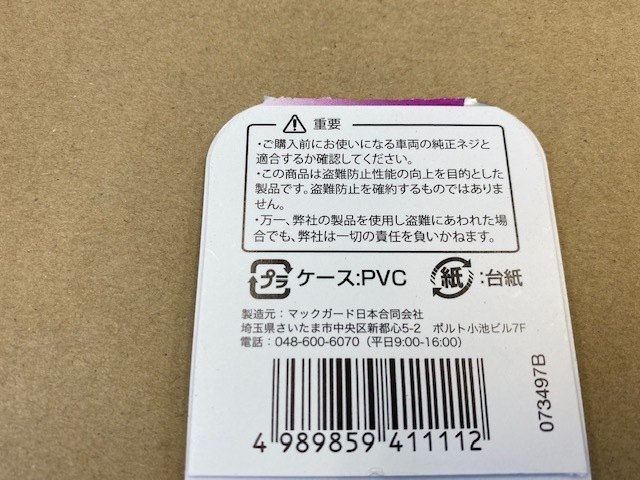 重要
・ご購入前にお使いになる車両の純正ネジと
適合するか確認してください。
・この商品は盗難防止性能の向上を目的とした
製品です。盗難防止を確約するものではありま
せん。
・万一、弊社の製品を使用し盗難にあわれた場
合でも、弊社は一切の責任を負いかねます。
プラ ケース:PVC 紙 :台紙
製造元：マックガード日本合同会社
埼玉県さいたま市中央区新都心5-2 ポルト小池ビル7F
電話：048-600-6070（平日9:00-16:00）
4 989859 411112
073497B